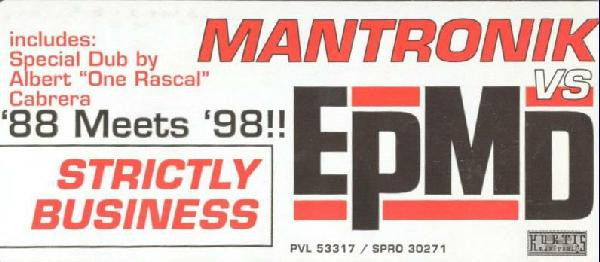 includes:
Special Dub by
Albert "One Rascal"
Cabrera
'88 Meets '98!!
STRICTLY
BUSINESS
MANTRONIK
VS
EPMD
PVL 53317 / SPRO 30271
KURTIS